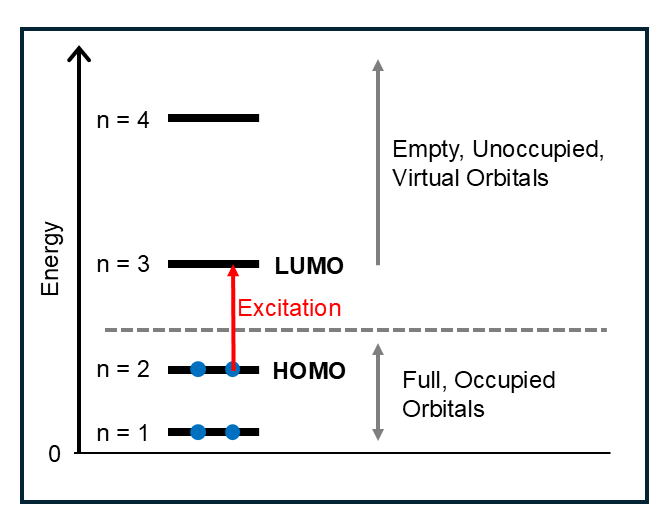 n = 4
Empty, Unoccupied,
Virtual Orbitals
Energy
n = 3
LUMO
Excitation
n = 2
HOMO
Full, Occupied
Orbitals
n = 1
0